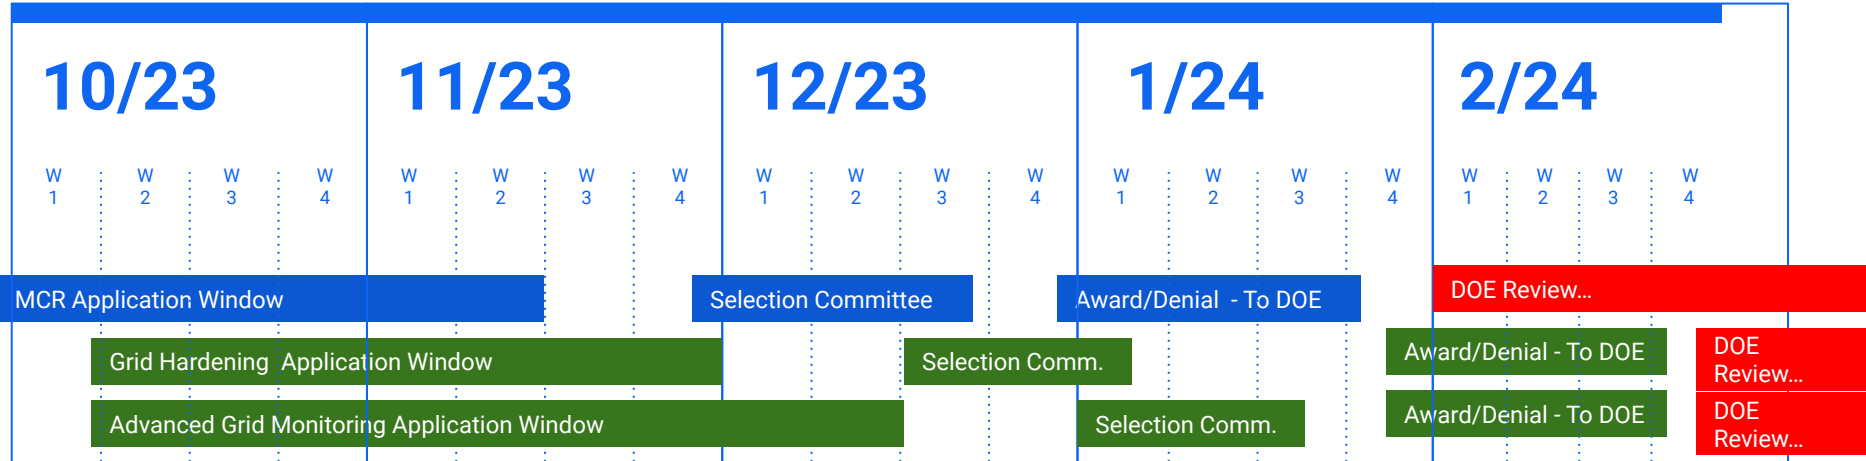 10/23 11/23 12/23 1/24 2/24
W W W W W W W W W W W W W W W W W W W W
1 2 3 4 1 2 3 4 1 2 3 4 1 2 3 4 1 2 3 4
MCR Application Window Selection Committee Award/Denial - To DOE DOE Review...
Grid Hardening Application Window Selection Comm. Award/Denial - To DOE DOE
Review...
Advanced Grid Monitoring Application Window Selection Comm. Award/Denial - To DOE DOE
Review...